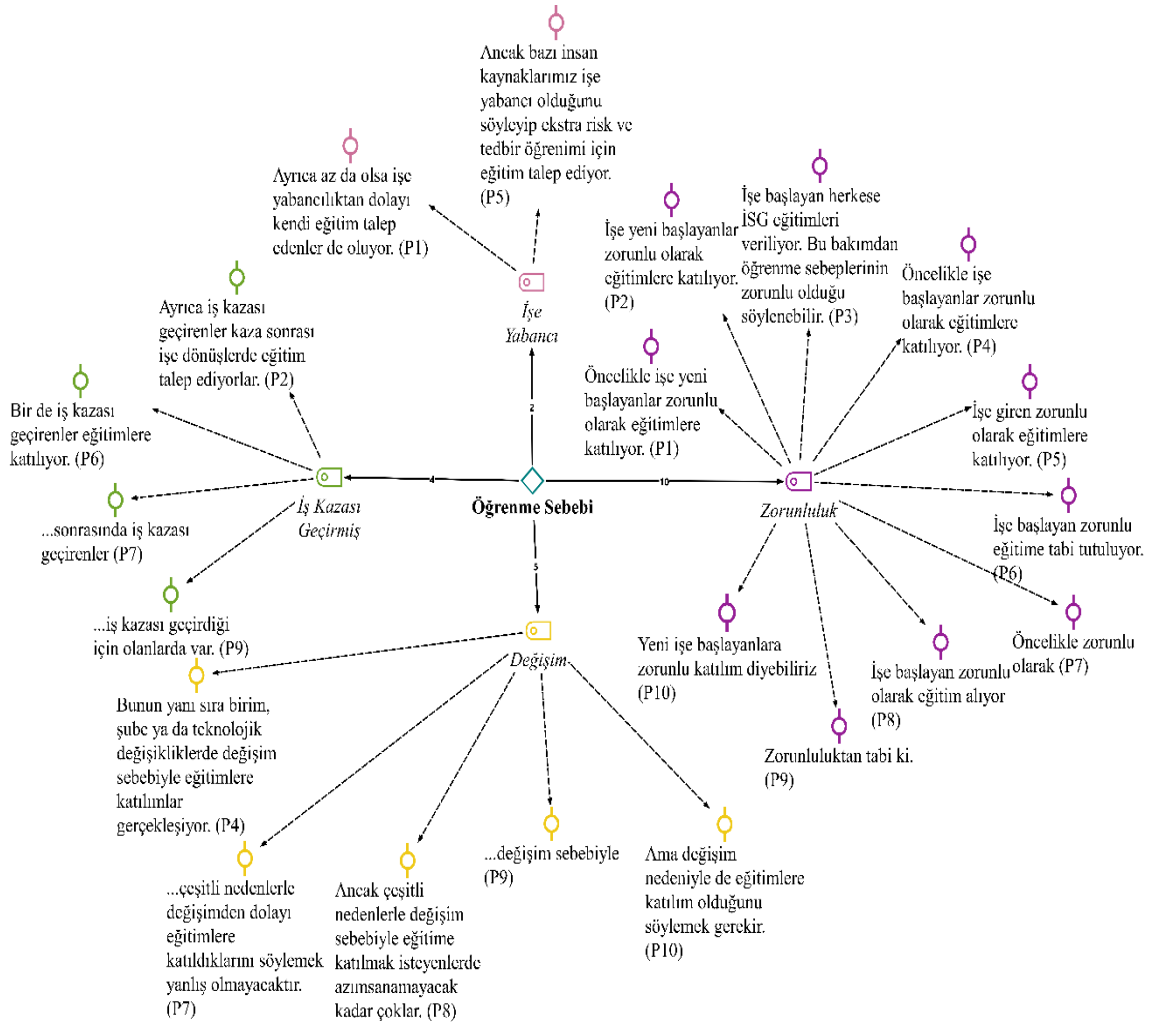 Ancak bazı insan
kaynaklarımız işe
yabancı olduğunu
söyleyip ekstra risk ve
tedbir öğrenimi için
eğitim talep ediyor.
(P5)
Ayrıca az da olsa işe
yabancılıktan dolayı
kendi eğitim talep
edenler de oluyor. (P1)
İşe
Yabancı
2
Ayrıca iş kazası
geçirenler kaza sonrası
işe dönüşlerde eğitim
talep ediyorlar. (P2)
Bir de iş kazası
geçirenler eğitimlere
katılıyor. (P6)
...sonrasında iş kazası
geçirenler (P7)
...iş kazası geçirdiği
için olanlarda var. (P9)
İş Kazası
Geçirmiş
4
Öğrenme Sebebi
10
Zorunluluk
İşe yeni başlayanlar
zorunlu olarak
eğitimlere katılıyor.
(P2)
İşe başlayan herkese
İSG eğitimleri
veriliyor. Bu bakımdan
öğrenme sebeplerinin
zorunlu olduğu
söylenebilir. (P3)
Öncelikle işe
başlayanlar zorunlu
olarak eğitimlere
katılıyor. (P4)
Öncelikle işe yeni
başlayanlar zorunlu
olarak eğitimlere
katılıyor. (P1)
İşe giren zorunlu
olarak eğitimlere
katılıyor. (P5)
İşe başlayan zorunlu
eğitime tabi tutuluyor.
(P6)
Öncelikle zorunlu
olarak (P7)
İşe başlayan zorunlu
olarak eğitim alıyor
(P8)
Zorunluluktan tabi ki.
(P9)
Yeni işe başlayanlara
zorunlu katılım diyebiliriz
(P10)
5
Değişim
Bunun yanı sıra birim,
şube ya da teknolojik
değişikliklerde değişim
sebebiyle eğitimlere
katılımlar
gerçekleşiyor. (P4)
...çeşitli nedenlerle
değişimden dolayı
eğitimlere
katıldıklarını söylemek
yanlış olmayacaktır.
(P7)
Ancak çeşitli
nedenlerle değişim
sebebiyle eğitime
katılmak isteyenlerde
azımsanamayacak
kadar çoklar. (P8)
...değişim sebebiyle
(P9)
Ama değişim
nedeniyle de eğitimlere
katılım olduğunu
söylemek gerekir.
(P10)